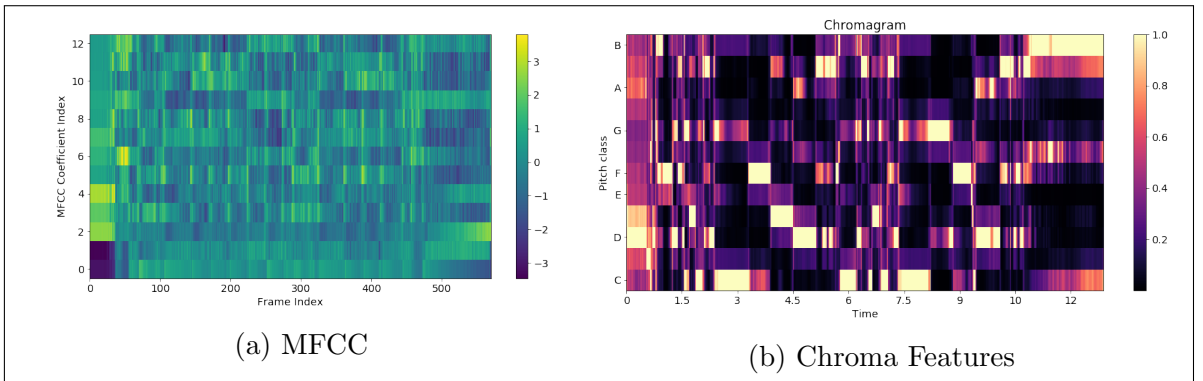 12
10
8
6
4
2
0
MFCC Coefficient Index
0 100 200 300 400 500
Frame Index
3
2
1
0
−1
−2
−3
(a) MFCC
Chromagram
B
A
G
F
E
D
C
Pitch class
0 1.5 3 4.5 6 7.5 9 10 12
Time
1.0
0.8
0.6
0.4
0.2
(b) Chroma Features